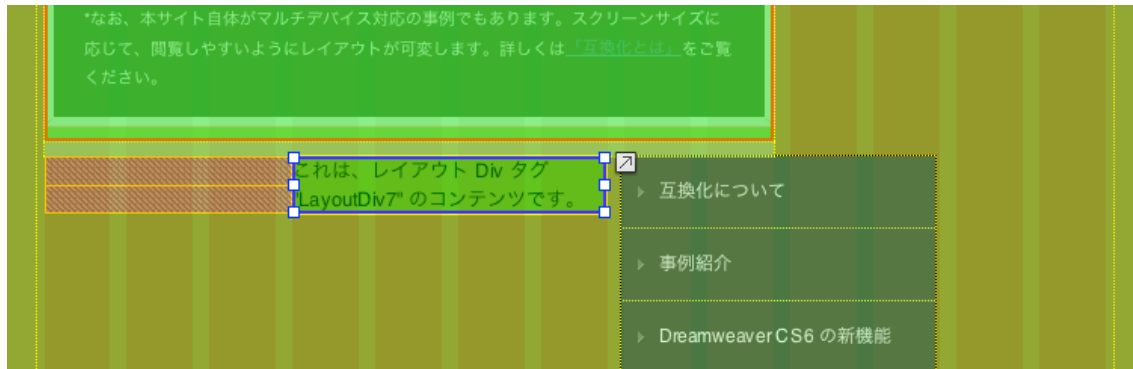 *なお、本サイト自体がマルチデバイス対応の事例でもあります。スクリーンサイズに
応じて、閲覧しやすいようにレイアウトが可変します。詳しくは「互換化とは」をご覧
ください。
これは、レイアウト Div タグ
"LayoutDiv7" のコンテンツです。
互換化について
事例紹介
Dreamweaver CS6 の新機能